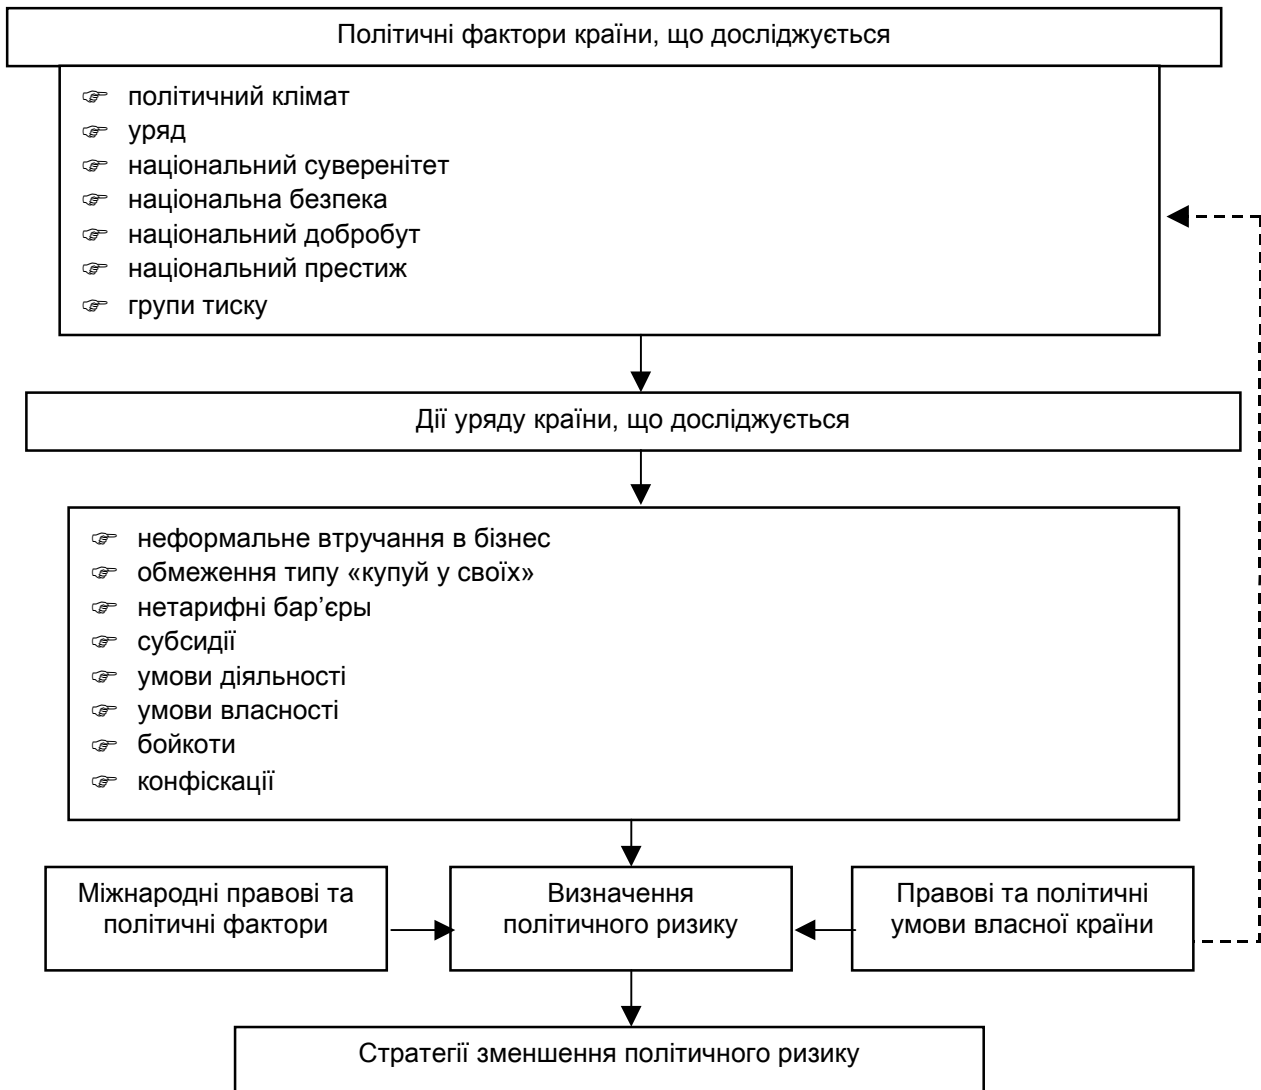 Політичні фактори країни, що досліджується
☞ політичний клімат
☞ уряд
☞ національний суверенітет
☞ національна безпека
☞ національний добробут
☞ національний престиж
☞ групи тиску
Дії уряду країни, що досліджується
☞ неформальне втручання в бізнес
☞ обмеження типу «купуй у своїх»
☞ нетарифні бар’єры
☞ субсидії
☞ умови діяльності
☞ умови власності
☞ бойкоти
☞ конфіскації
Міжнародні правові та
політичні фактори
Визначення
політичного ризику
Правові та політичні
умови власної країни
Стратегії зменшення політичного ризику